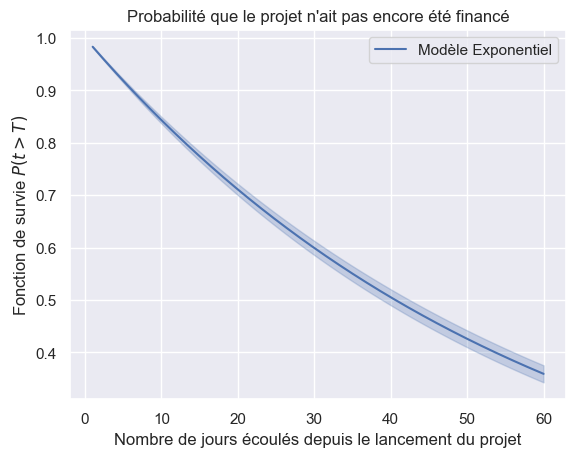 Probabilité que le projet n'ait pas encore été financé
Modèle Exponentiel
Fonction de survie P(t > T)
1.0
0.9
0.8
0.7
0.6
0.5
0.4
0 10 20 30 40 50 60
Nombre de jours écoulés depuis le lancement du projet